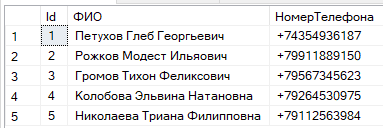 Id ФИО НомерТелефона
1 1 Петухов Глеб Георгьевич +74354936187
2 2 Рожков Модест Ильяович +79911889150
3 3 Громов Тихон Феликсович +79567345623
4 4 Колобова Эльвина Натановна +79264530975
5 5 Николаева Триана Филипповна +79112563984